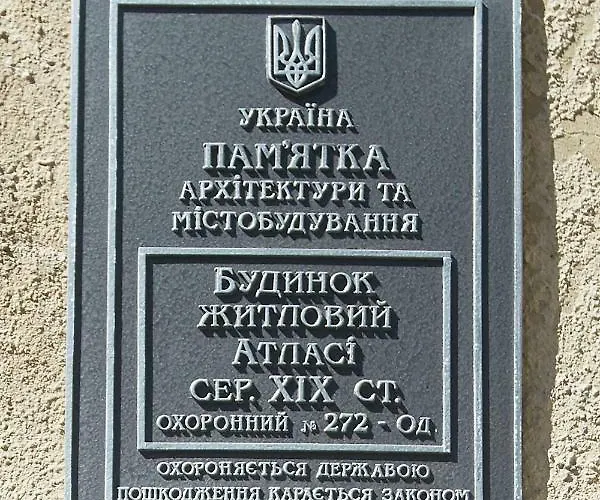 УКРАЇНА
ПАМ'ЯТКА
АРХІТЕКТУРИ ТА
МІСТОБУДУВАННЯ
БУДИНОК
ЖИТЛОВИЙ
АТЛАСІ
СЕР. XIX СТ.
ОХОРОННИЙ № 272 - ОД.
ОХОРОНЯЄТЬСЯ ДЕРЖАВОЮ
ПОШКОДЖЕННЯ КАРАЄТЬСЯ ЗАКОНОМ